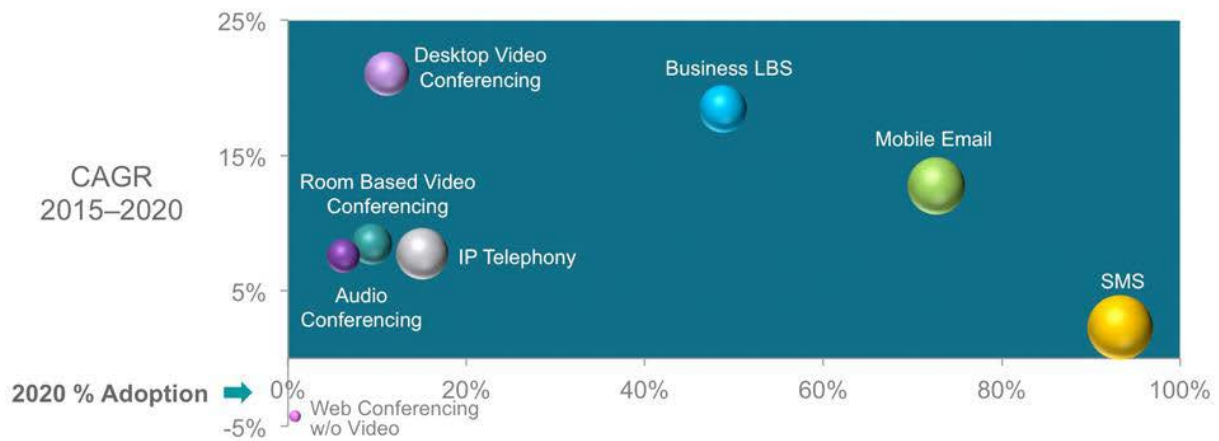 25%
Desktop Video
Conferencing
Business LBS
Mobile Email
15%
CAGR
2015–2020
Room Based Video
Conferencing
IP Telephony
5%
Audio
Conferencing
SMS
2020 % Adoption
0%
20%
40%
60%
80%
100%
-5%
Web Conferencing
w/o Video